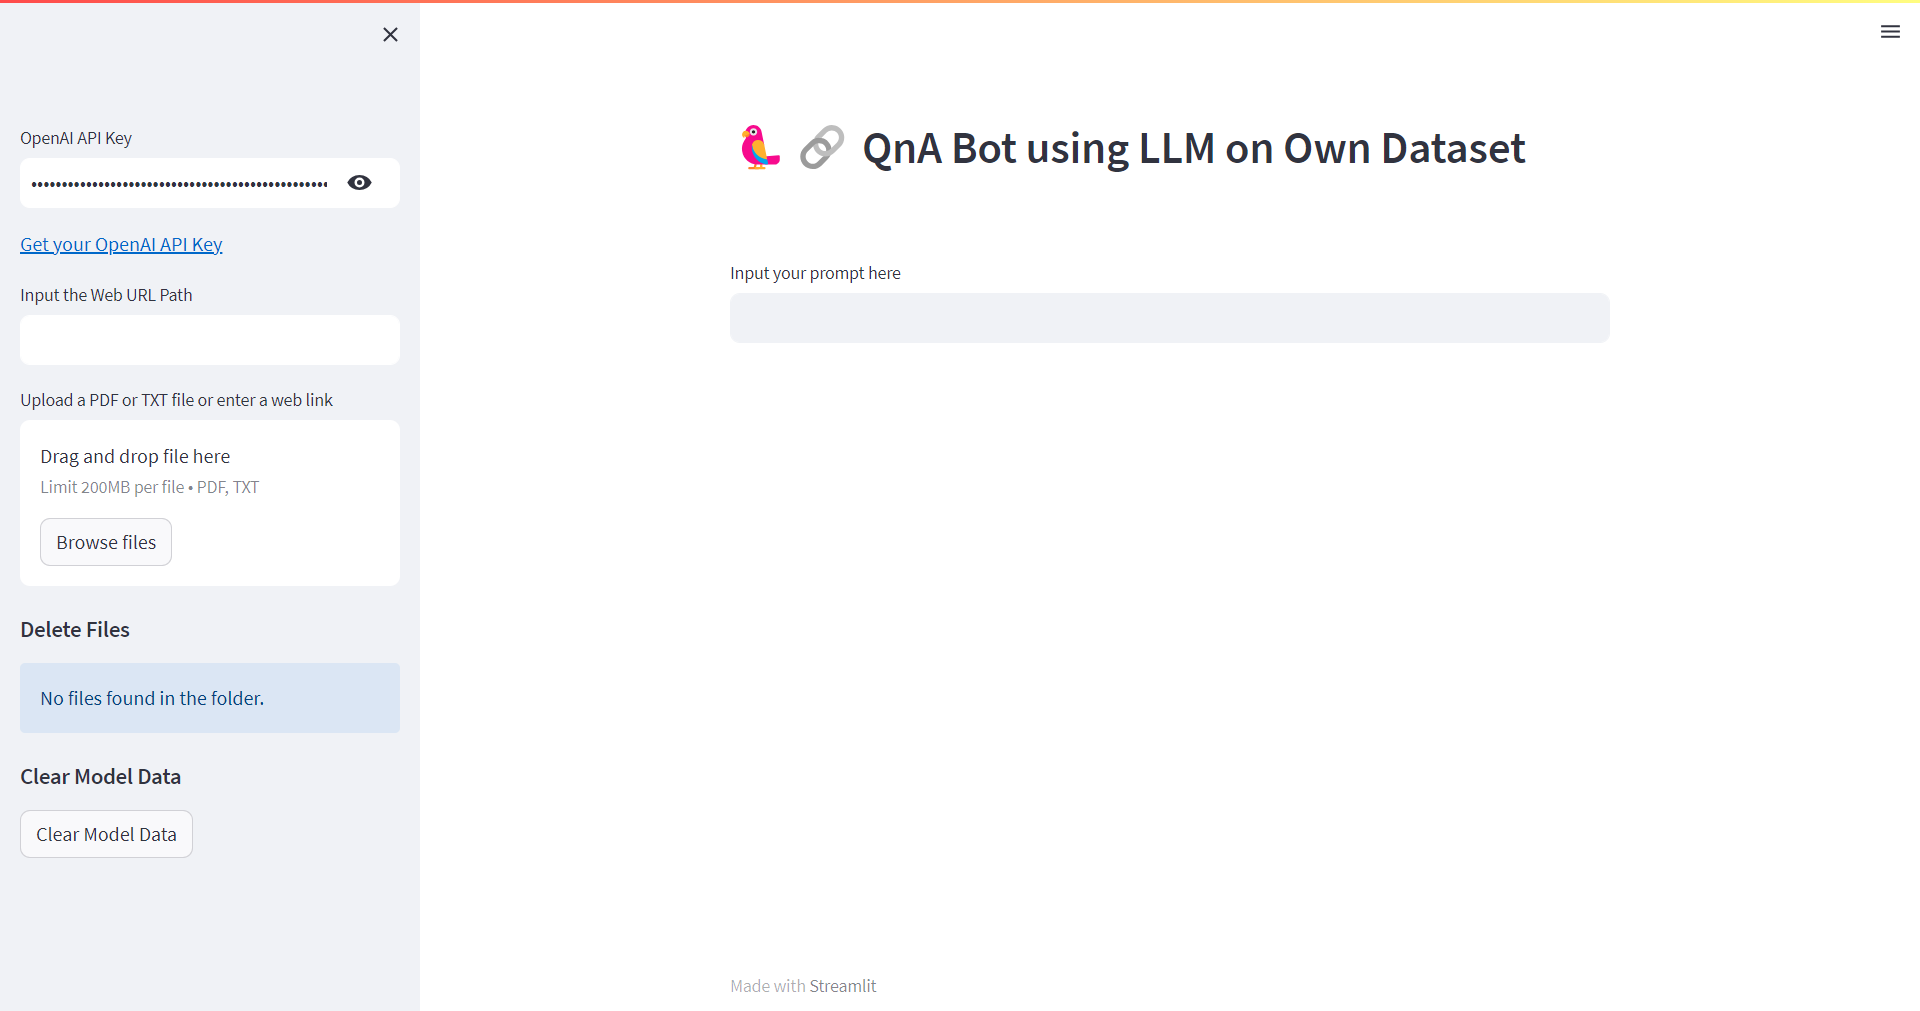 OpenAI API Key
Get your OpenAI API Key
Input the Web URL Path
Upload a PDF or TXT file or enter a web link
Drag and drop file here
Limit 200MB per file • PDF, TXT
Browse files
Delete Files
No files found in the folder.
Clear Model Data
Clear Model Data
QnA Bot using LLM on Own Dataset
Input your prompt here
Made with Streamlit